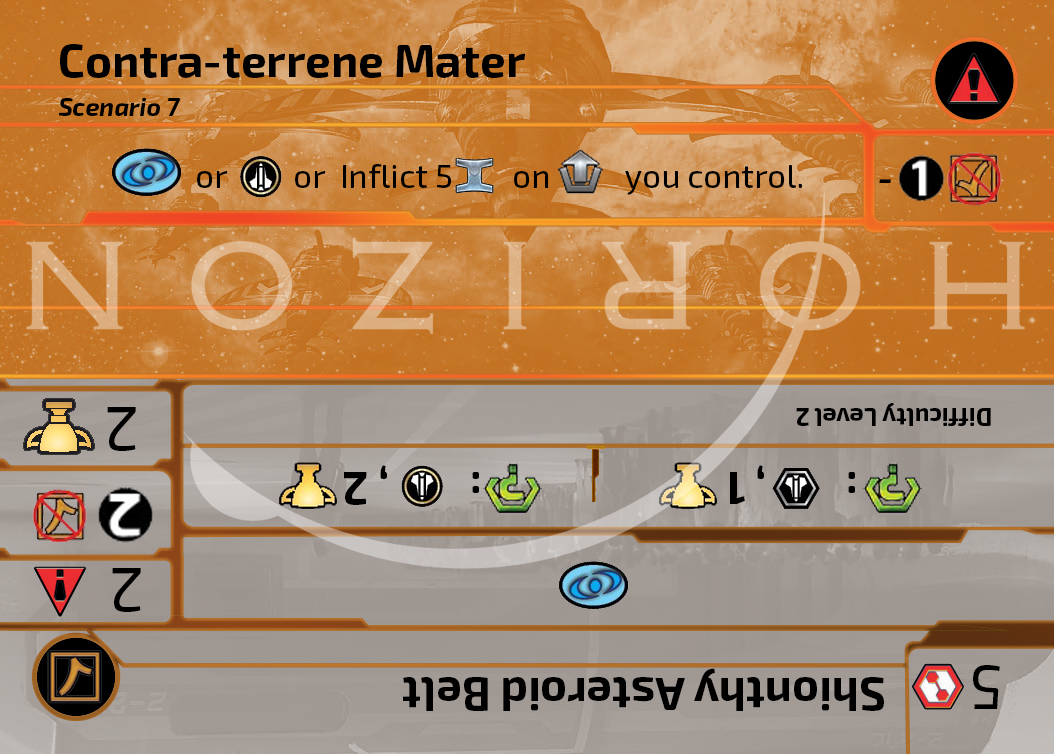 Contra-terrene Mater
Scenario 7
or or Inflict 5 on you control.
- 1
HORIZON
Shionthy Asteroid Belt
5
2
2
: , 1 : , 2
Difficulty Level 2
2